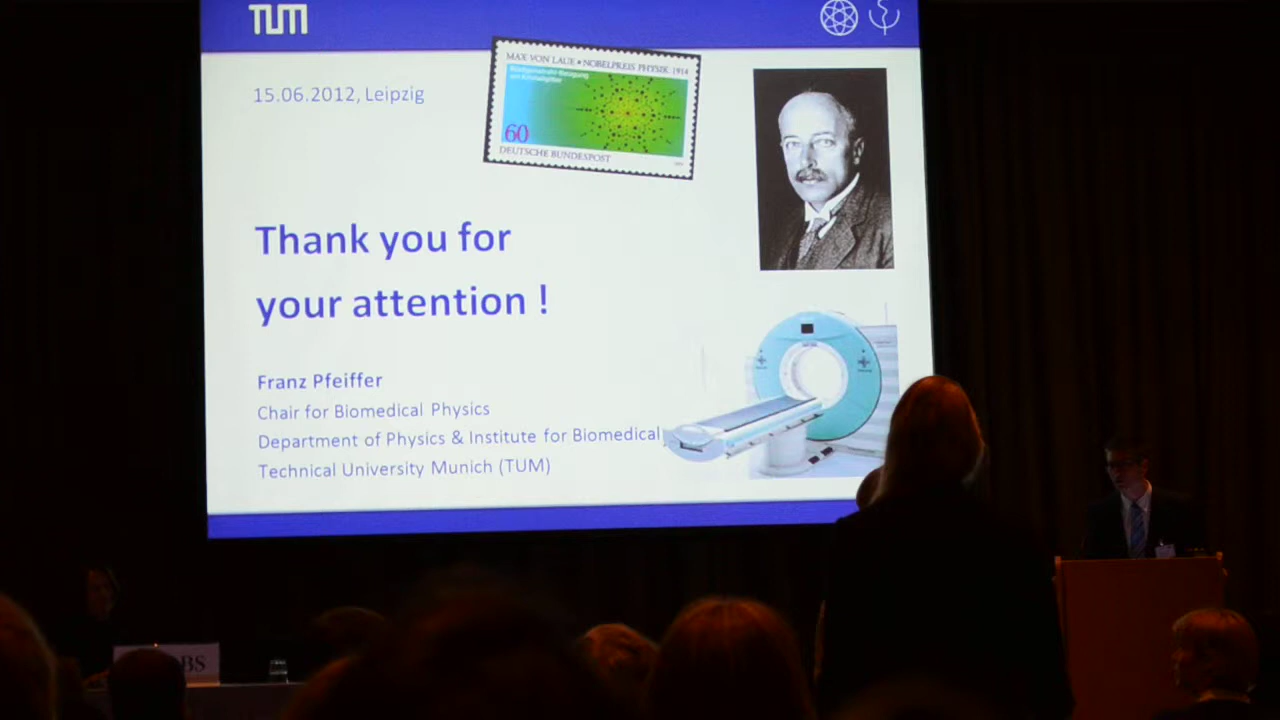 TUM
MAX VON LAUE • NOBELPREIS PHYSIK 1914
60
DEUTSCHE BUNDESPOST
15.06.2012, Leipzig
Thank you for
your attention !
Franz Pfeiffer
Chair for Biomedical Physics
Department of Physics & Institute for Biomedical
Technical University Munich (TUM)
BS